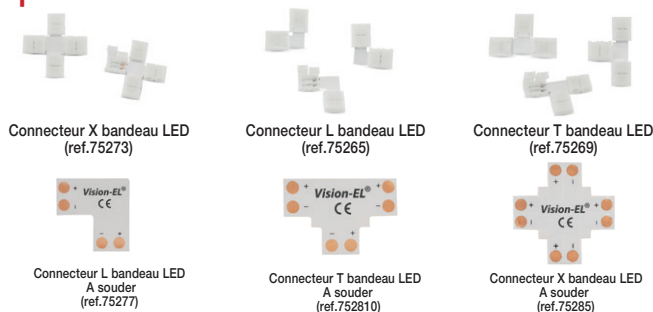 Connecteur X bandeau LED
(ref.75273)
Connecteur L bandeau LED
(ref.75265)
Connecteur T bandeau LED
(ref.75269)
+ Vision-EL®
− CE
− +
+ Vision-EL® +
− CE −
− +
+ −
+ Vision-EL® +
− CE −
+ −
Connecteur L bandeau LED
A souder
(ref.75277)
Connecteur T bandeau LED
A souder
(ref.752810)
Connecteur X bandeau LED
A souder
(ref.75285)